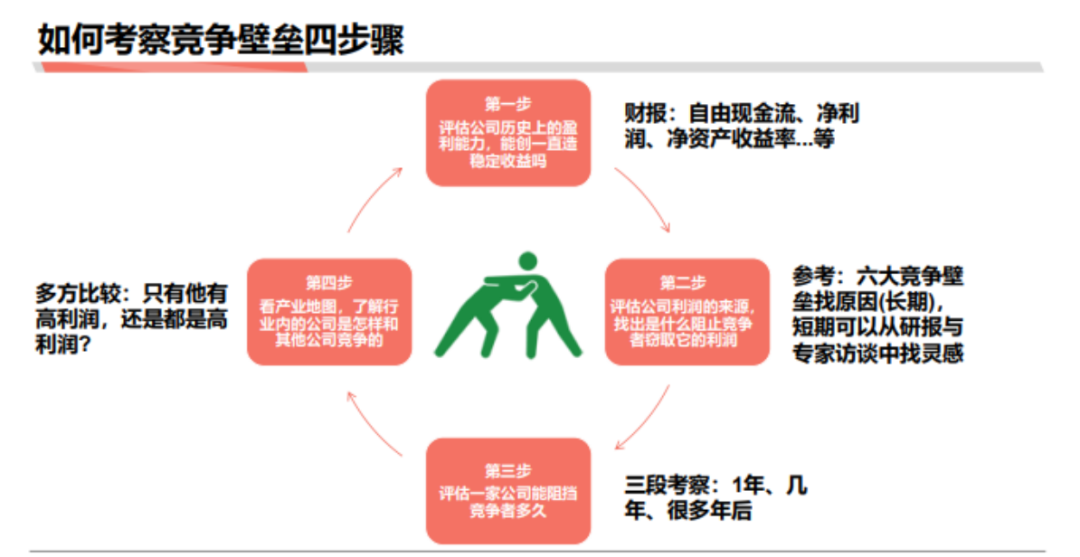 如何考察竞争壁垒四步骤
第一步
评估公司历史上的盈
利能力，能创一直造
稳定收益吗
财报：自由现金流、净利
润、净资产收益率...等
第二步
评估公司利润的来源，
找出是什么阻止竞争
者窃取它的利润
参考：六大竞争壁
垒找原因(长期)，
短期可以从研报与
专家访谈中找灵感
第三步
评估一家公司能阻挡
竞争者多久
三段考察：1年、几
年、很多年后
第四步
看产业地图，了解行
业内的公司是怎样和
其他公司竞争的
多方比较：只有他有
高利润，还是都是高
利润？